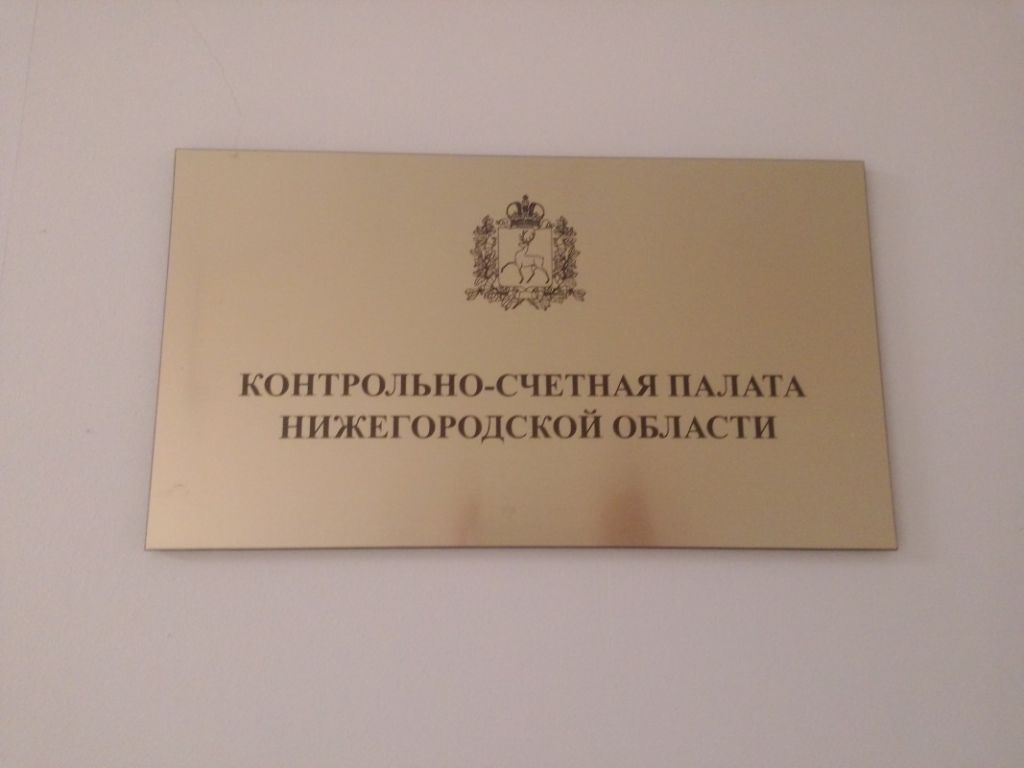 КОНТРОЛЬНО-СЧЕТНАЯ ПАЛАТА
НИЖЕГОРОДСКОЙ ОБЛАСТИ